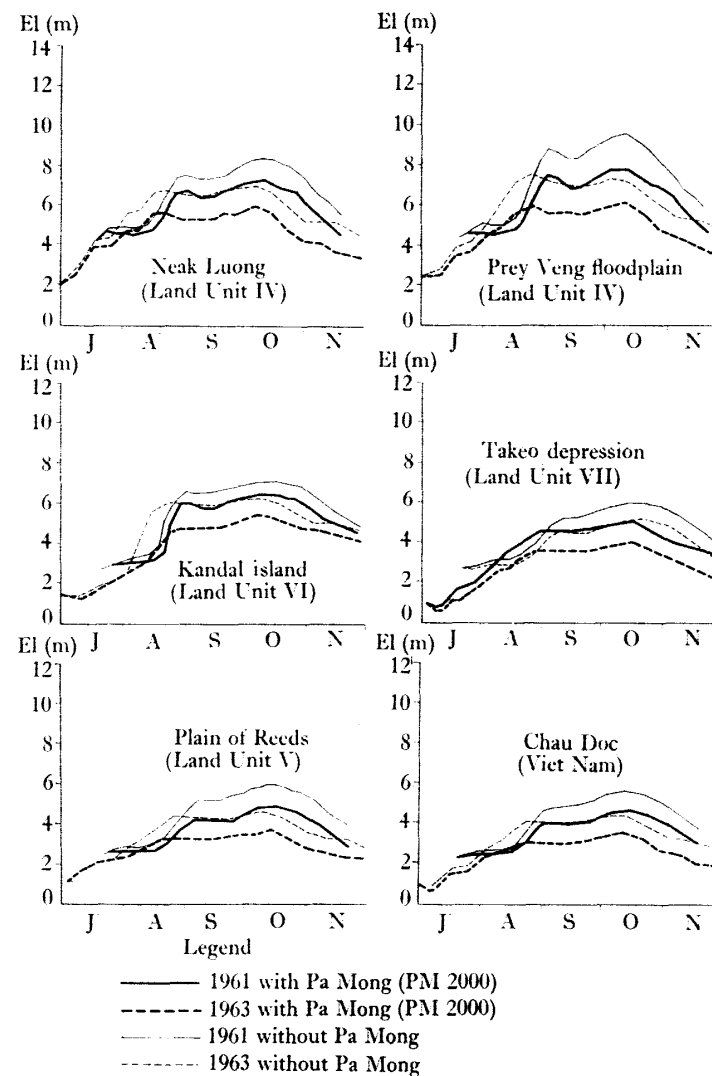 El (m)
14
12
10
8
6
4
2
0
Neak Luong
(Land Unit IV)
J A S O N
El (m)
14
12
10
8
6
4
2
0
Prey Veng floodplain
(Land Unit IV)
J A S O N
El (m)
12
10
8
6
4
2
0
Kandal island
(Land Unit VI)
J A S O N
El (m)
12
10
8
6
4
2
0
Takeo depression
(Land Unit VII)
J A S O N
El (m)
12
10
8
6
4
2
0
Plain of Reeds
(Land Unit V)
J A S O N
El (m)
12
10
8
6
4
2
0
Chau Doc
(Viet Nam)
J A S O N
Legend
1961 with Pa Mong (PM 2000)
1963 with Pa Mong (PM 2000)
1961 without Pa Mong
1963 without Pa Mong